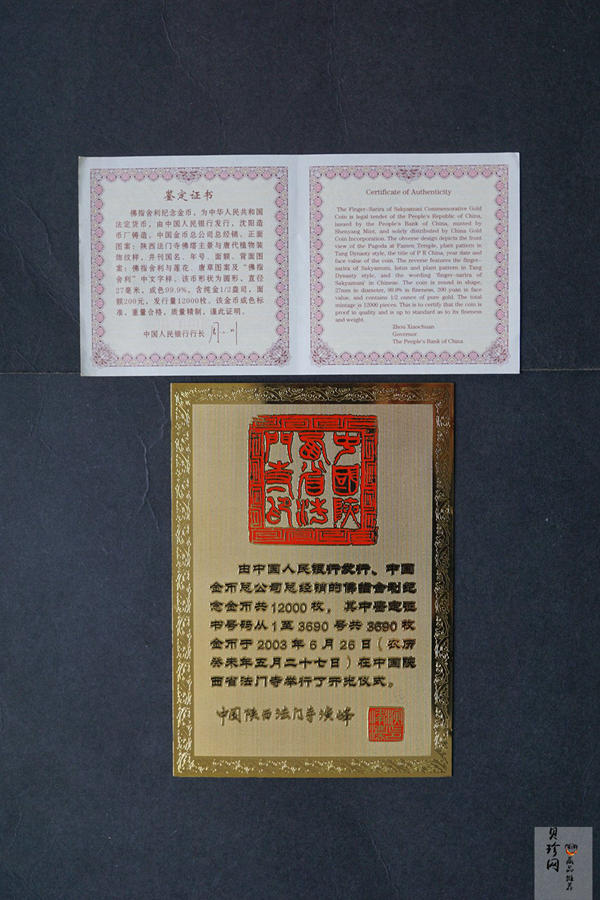 鉴定证书
佛指舍利纪念金币，为中华人民共和国
法定货币，由中国人民银行发行，沈阳造
币厂铸造，中国金币总公司总经销。正面
图案：陕西法门寺佛塔主景与唐代植物装
饰纹样，并刊国名、年号、面额，背面图
案：佛指舍利与莲花、唐草图案及“佛指
舍利”中文字样。该币形状为圆形，直径
27毫米，成色99.9%，含纯金1/2盎司，面
额200元，发行量12000枚。该金币成色标
准，重量合格，质量精制，谨此证明。
中国人民银行行长
Certificate of Authenticity
The Finger-Sarira of Sakyamuni Commemorative Gold
Coin is legal tender of the People's Republic of China,
issued by the People's Bank of China, minted by
Shenyang Mint, and solely distributed by China Gold
Coin Incorporation. The obverse design depicts the front
view of the Pagoda at Famen Temple, plant pattern in
Tang Dynasty style, the title of P R China, year date and
face value of the coin. The reverse features the finger-
sarira of Sakyamuni, lotus and plant pattern in Tang
Dynasty style, and the wording "finger-sarira of
Sakyamuni" in Chinese. The coin is round in shape,
27mm in diameter, 99.9% in fineness, 200 yuan in face
value, and contains 1/2 ounce of pure gold. The total
mintage is 12000 pieces. This is to certify that the coin is
proof in quality and is up to standard as to its fineness
and weight.
Zhou Xiaochuan
Governor
The People's Bank of China
中國陝
西省法
門寺印
由中国人民银行发行、中国
金币总公司总经销的佛指舍利纪
念金币共12000枚，其中鉴定证
书号码从1至3690号共3690枚
金币于2003年6月26日（农历
癸未年五月二十七日）在中国陕
西省法门寺举行了开光仪式。
中国陕西法门寺
贝珍网
藏品推荐